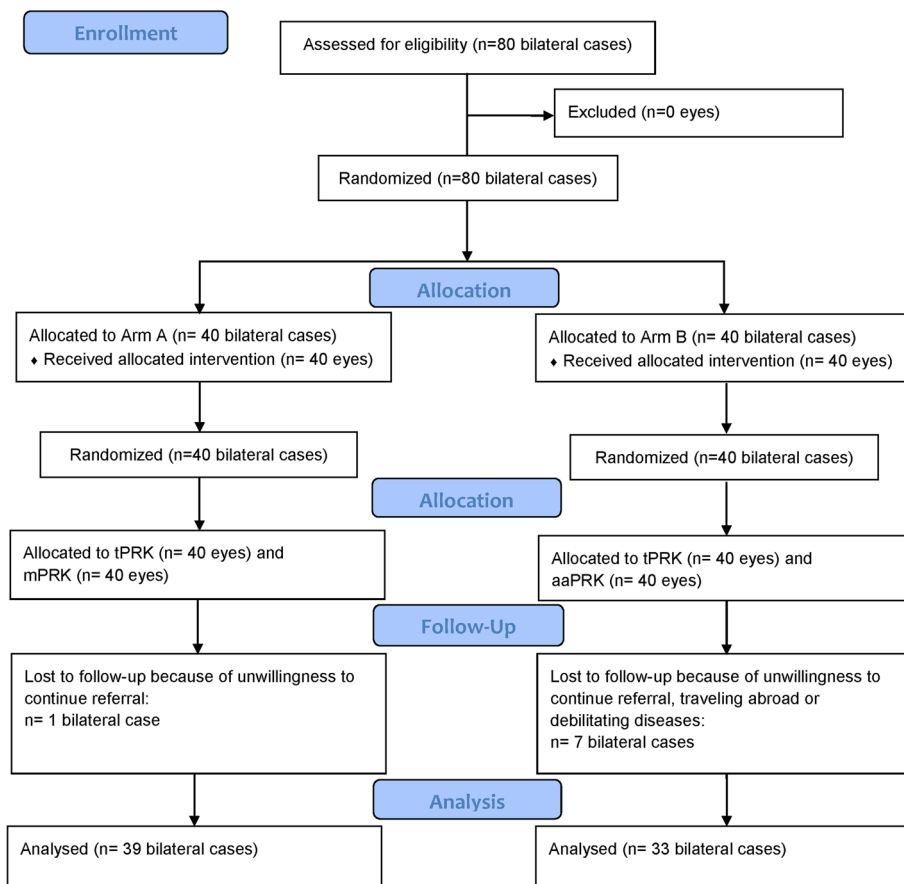 Enrollment
Assessed for eligibility (n=80 bilateral cases)
Excluded (n=0 eyes)
Randomized (n=80 bilateral cases)
Allocation
Allocated to Arm A (n= 40 bilateral cases)
♦ Received allocated intervention (n= 40 eyes)
Allocated to Arm B (n= 40 bilateral cases)
♦ Received allocated intervention (n= 40 eyes)
Randomized (n=40 bilateral cases)
Randomized (n=40 bilateral cases)
Allocation
Allocated to tPRK (n= 40 eyes) and
mPRK (n= 40 eyes)
Allocated to tPRK (n= 40 eyes) and
aaPRK (n= 40 eyes)
Follow-Up
Lost to follow-up because of unwillingness to
continue referral:
n= 1 bilateral case
Lost to follow-up because of unwillingness to
continue referral, traveling abroad or
debilitating diseases:
n= 7 bilateral cases
Analysis
Analysed (n= 39 bilateral cases)
Analysed (n= 33 bilateral cases)